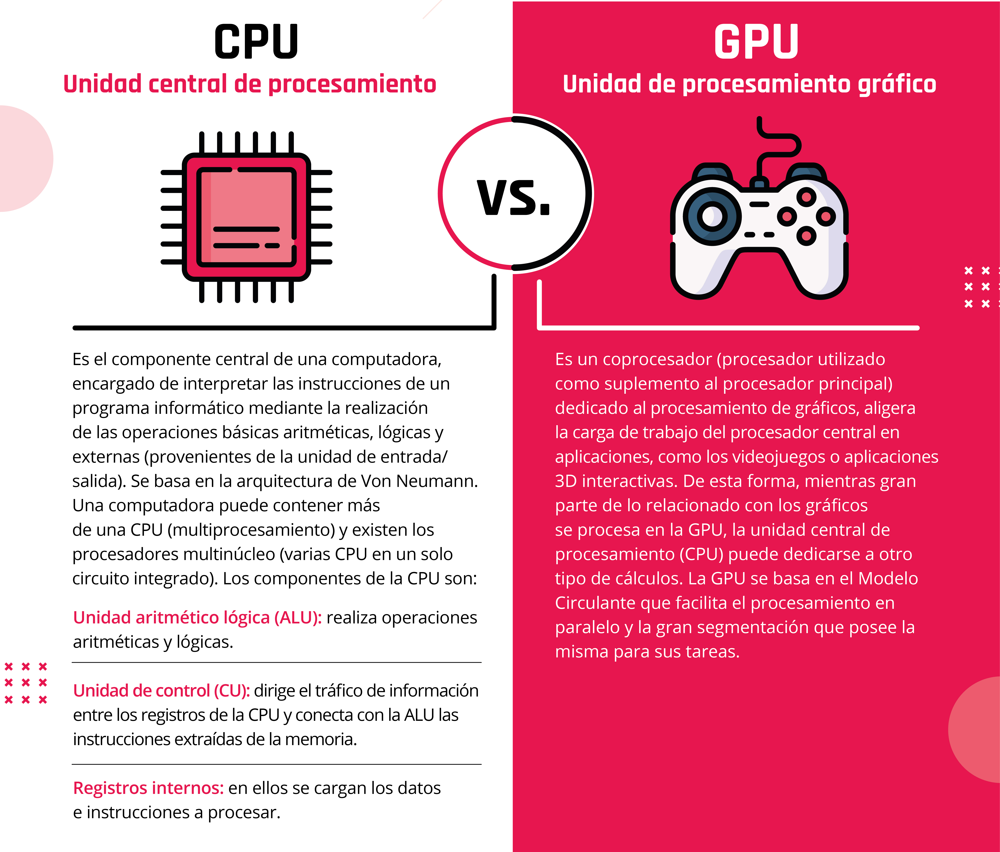 CPU
Unidad central de procesamiento
GPU
Unidad de procesamiento gráfico
VS.
Es el componente central de una computadora,
encargado de interpretar las instrucciones de un
programa informático mediante la realización
de las operaciones básicas aritméticas, lógicas y
externas (provenientes de la unidad de entrada/
salida). Se basa en la arquitectura de Von Neumann.
Una computadora puede contener más
de una CPU (multiprocesamiento) y existen los
procesadores multinúcleo (varias CPU en un solo
circuito integrado). Los componentes de la CPU son:
Unidad aritmético lógica (ALU): realiza operaciones
aritméticas y lógicas.
Unidad de control (CU): dirige el tráfico de información
entre los registros de la CPU y conecta con la ALU las
instrucciones extraídas de la memoria.
Registros internos: en ellos se cargan los datos
e instrucciones a procesar.
Es un coprocesador (procesador utilizado
como suplemento al procesador principal)
dedicado al procesamiento de gráficos, aligera
la carga de trabajo del procesador central en
aplicaciones, como los videojuegos o aplicaciones
3D interactivas. De esta forma, mientras gran
parte de lo relacionado con los gráficos
se procesa en la GPU, la unidad central de
procesamiento (CPU) puede dedicarse a otro
tipo de cálculos. La GPU se basa en el Modelo
Circulante que facilita el procesamiento en
paralelo y la gran segmentación que posee la
misma para sus tareas.